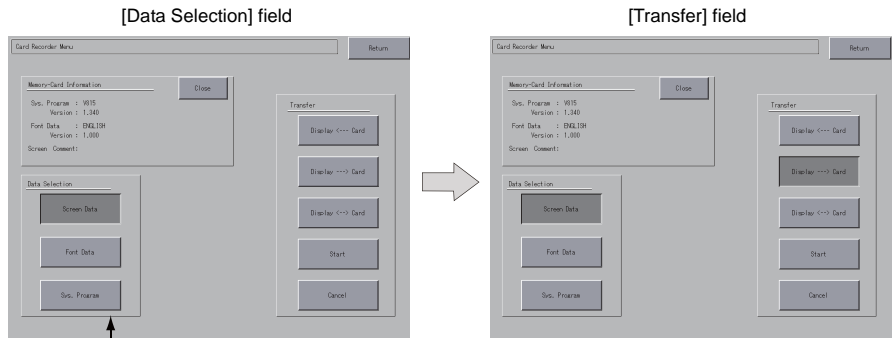 [Data Selection] field
Card Recorder Menu
Return
Memory-Card Information
Close
Sys. Program : V815
Version : 1.340
Font Data : ENGLISH
Version : 1.000
Screen Comment:
Transfer
Display <--- Card
Display ---> Card
Display <--> Card
Start
Cancel
Data Selection
Screen Data
Font Data
Sys. Program
[Transfer] field
Card Recorder Menu
Return
Memory-Card Information
Close
Sys. Program : V815
Version : 1.340
Font Data : ENGLISH
Version : 1.000
Screen Comment:
Transfer
Display <--- Card
Display ---> Card
Display <--> Card
Start
Cancel
Data Selection
Screen Data
Font Data
Sys. Program